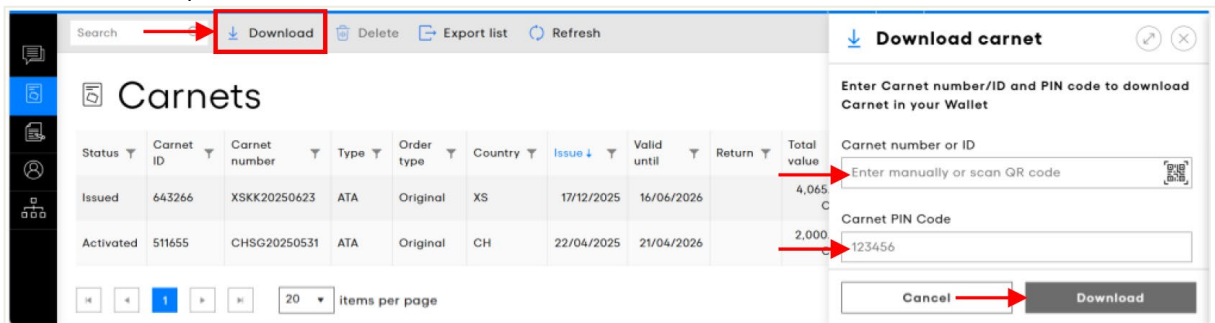 Search
Download
Delete
Export list
Refresh
Carnets
Status Carnet ID Carnet number Type Order type Country Issue↓ Valid until Return Total value
Issued 643266 XSKK20250623 ATA Original XS 17/12/2025 16/06/2026 4,065
Activated 511655 CHSG20250531 ATA Original CH 22/04/2025 21/04/2026 2,000
1 20 items per page
Download carnet
Enter Carnet number/ID and PIN code to download
Carnet in your Wallet
Carnet number or ID
Enter manually or scan QR code
Carnet PIN Code
123456
Cancel
Download